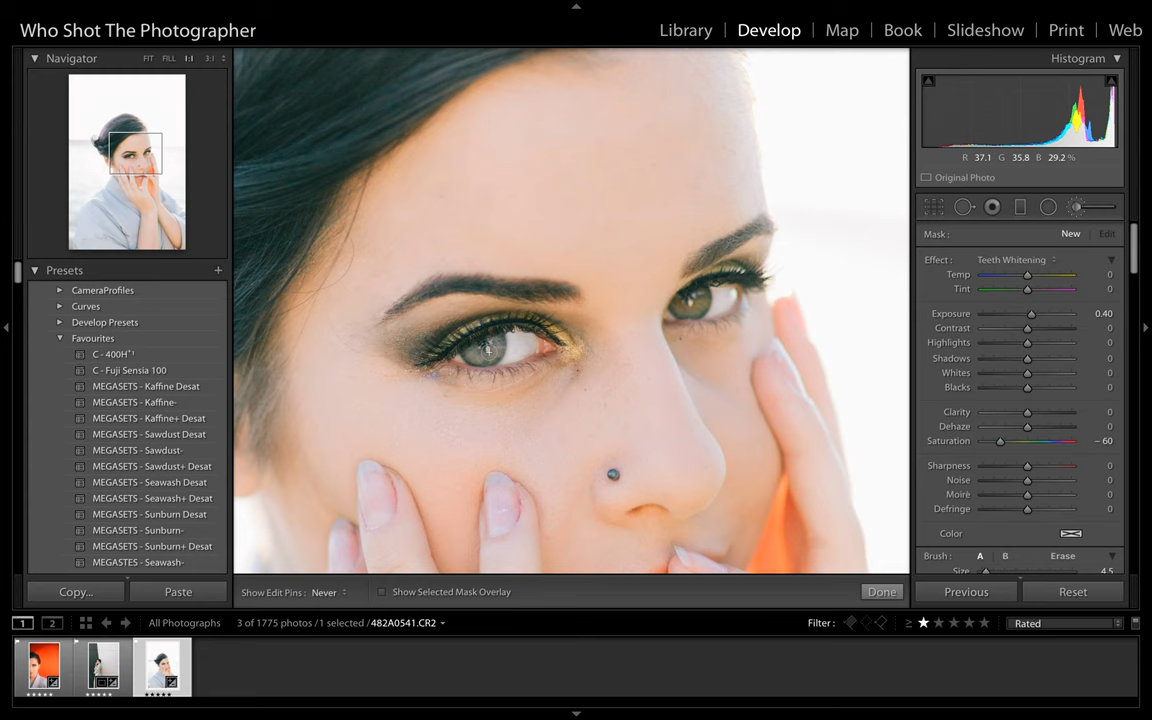 Who Shot The Photographer
Library | Develop | Map | Book | Slideshow | Print | Web
Navigator FIT FILL 1:1 3:1
Presets +
CameraProfiles
Curves
Develop Presets
Favourites
C - 400H⁺¹
C - Fuji Sensia 100
MEGASETS - Kaffine Desat
MEGASETS - Kaffine-
MEGASETS - Kaffine+ Desat
MEGASETS - Sawdust Desat
MEGASETS - Sawdust-
MEGASETS - Sawdust+ Desat
MEGASETS - Seawash Desat
MEGASETS - Seawash+ Desat
MEGASETS - Sunburn Desat
MEGASETS - Sunburn-
MEGASETS - Sunburn+ Desat
MEGASTES - Seawash-
Copy... Paste
Show Edit Pins : Never Show Selected Mask Overlay Done
Histogram
R 37.1 G 35.8 B 29.2 %
Original Photo
Mask : New | Edit
Effect : Teeth Whitening
Temp 0
Tint 0
Exposure 0.40
Contrast 0
Highlights 0
Shadows 0
Whites 0
Blacks 0
Clarity 0
Dehaze 0
Saturation – 60
Sharpness 0
Noise 0
Moiré 0
Defringe 0
Color
Brush : A B Erase
Size 4.5
Previous Reset
1 2 All Photographs 3 of 1775 photos /1 selected /482A0541.CR2 Filter : ≥ ★★★★★ Rated